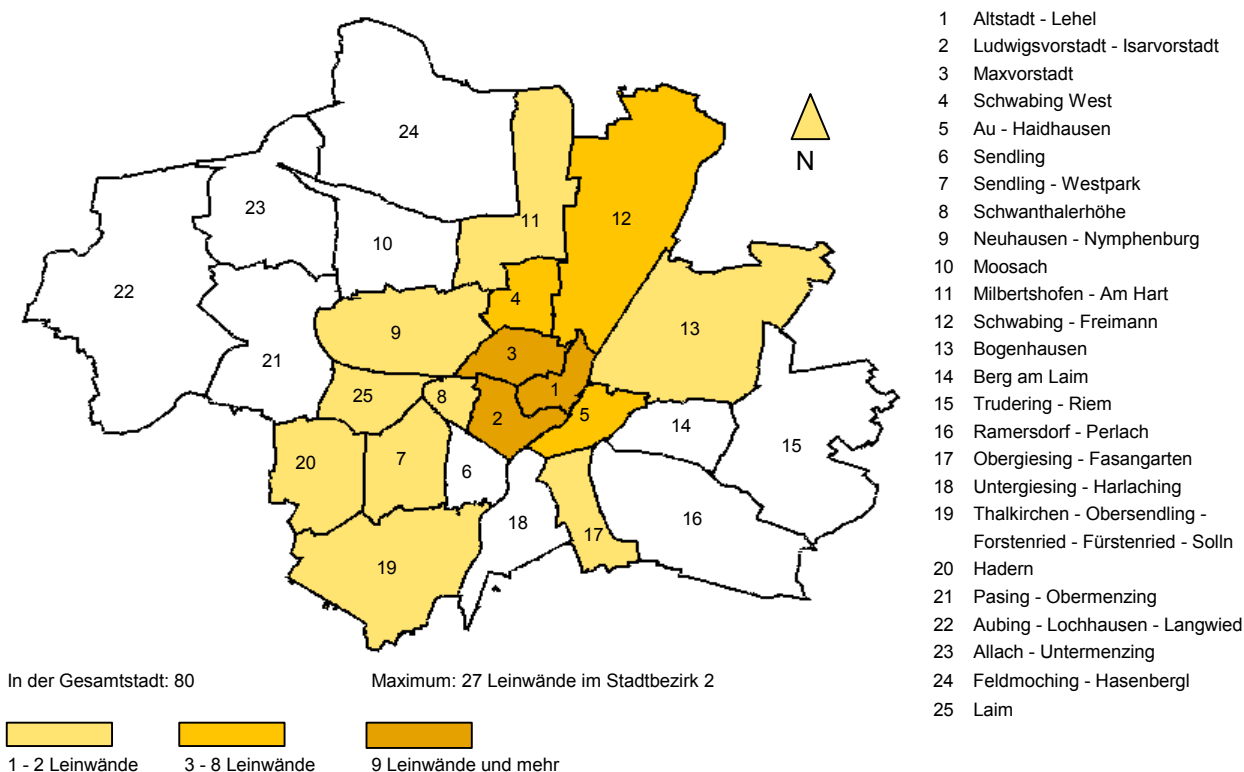 24
N
11
12
23
10
22
4
13
9
3
21
1
25
8
2
5
14
15
20
7
6
16
18
17
19
1 Altstadt - Lehel
2 Ludwigsvorstadt - Isarvorstadt
3 Maxvorstadt
4 Schwabing West
5 Au - Haidhausen
6 Sendling
7 Sendling - Westpark
8 Schwanthalerhöhe
9 Neuhausen - Nymphenburg
10 Moosach
11 Milbertshofen - Am Hart
12 Schwabing - Freimann
13 Bogenhausen
14 Berg am Laim
15 Trudering - Riem
16 Ramersdorf - Perlach
17 Obergiesing - Fasangarten
18 Untergiesing - Harlaching
19 Thalkirchen - Obersendling -
Forstenried - Fürstenried - Solln
20 Hadern
21 Pasing - Obermenzing
22 Aubing - Lochhausen - Langwied
23 Allach - Untermenzing
24 Feldmoching - Hasenbergl
25 Laim
In der Gesamtstadt: 80
Maximum: 27 Leinwände im Stadtbezirk 2
1 - 2 Leinwände
3 - 8 Leinwände
9 Leinwände und mehr